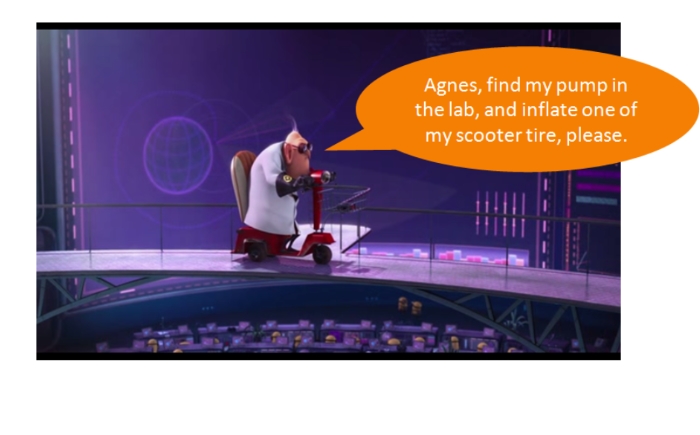 Agnes, find my pump in
the lab, and inflate one of
my scooter tire, please.